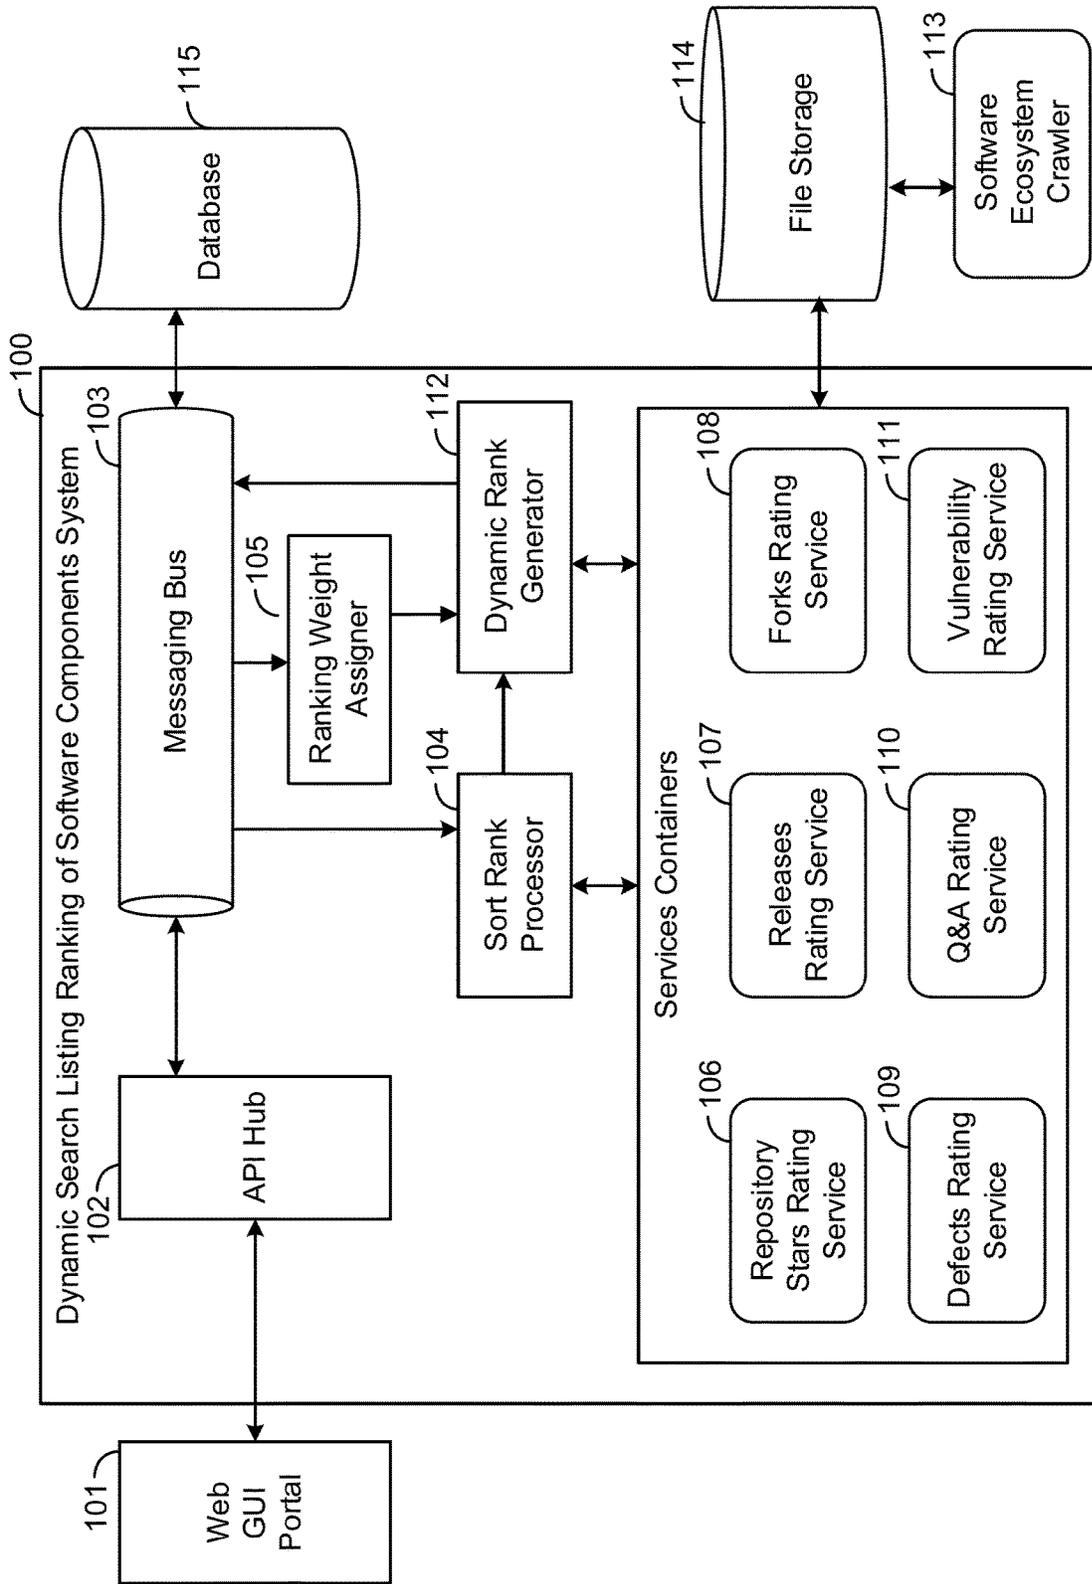 100
Dynamic Search Listing Ranking of Software Components System
101
Web
GUI
Portal
102
API Hub
103
Messaging Bus
115
Database
105
Ranking Weight
Assigner
104
Sort Rank
Processor
112
Dynamic Rank
Generator
114
File Storage
113
Software
Ecosystem
Crawler
Services Containers
106
Repository
Stars Rating
Service
107
Releases
Rating Service
108
Forks Rating
Service
109
Defects Rating
Service
110
Q&A Rating
Service
111
Vulnerability
Rating Service